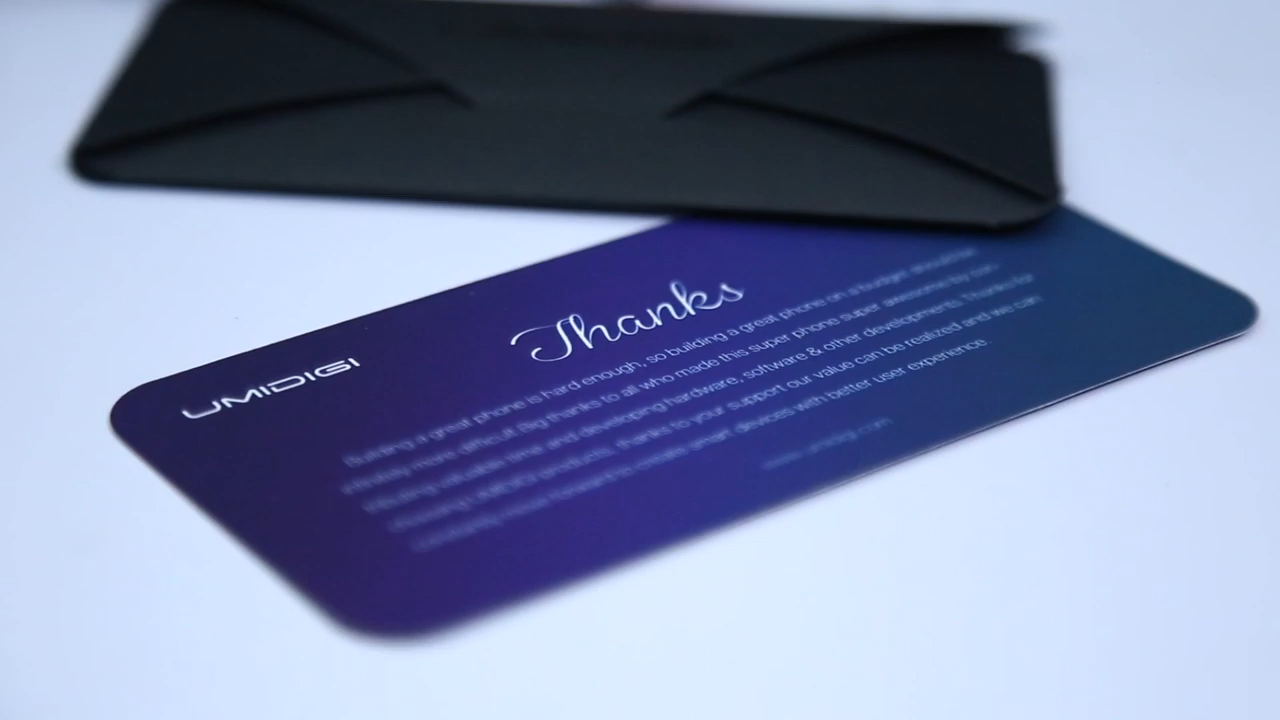 UMIDIGI
Thanks
Building a great phone is hard enough, so building a great phone on a budget should be
infinitely more difficult. Big thanks to all who made this super phone super awesome by con-
tributing valuable time and developing hardware, software & other developments. Thanks for
choosing UMIDIGI products, thanks to your support our value can be realized and we can
constantly move forward to create smart devices with better user experience.
www.umidigi.com